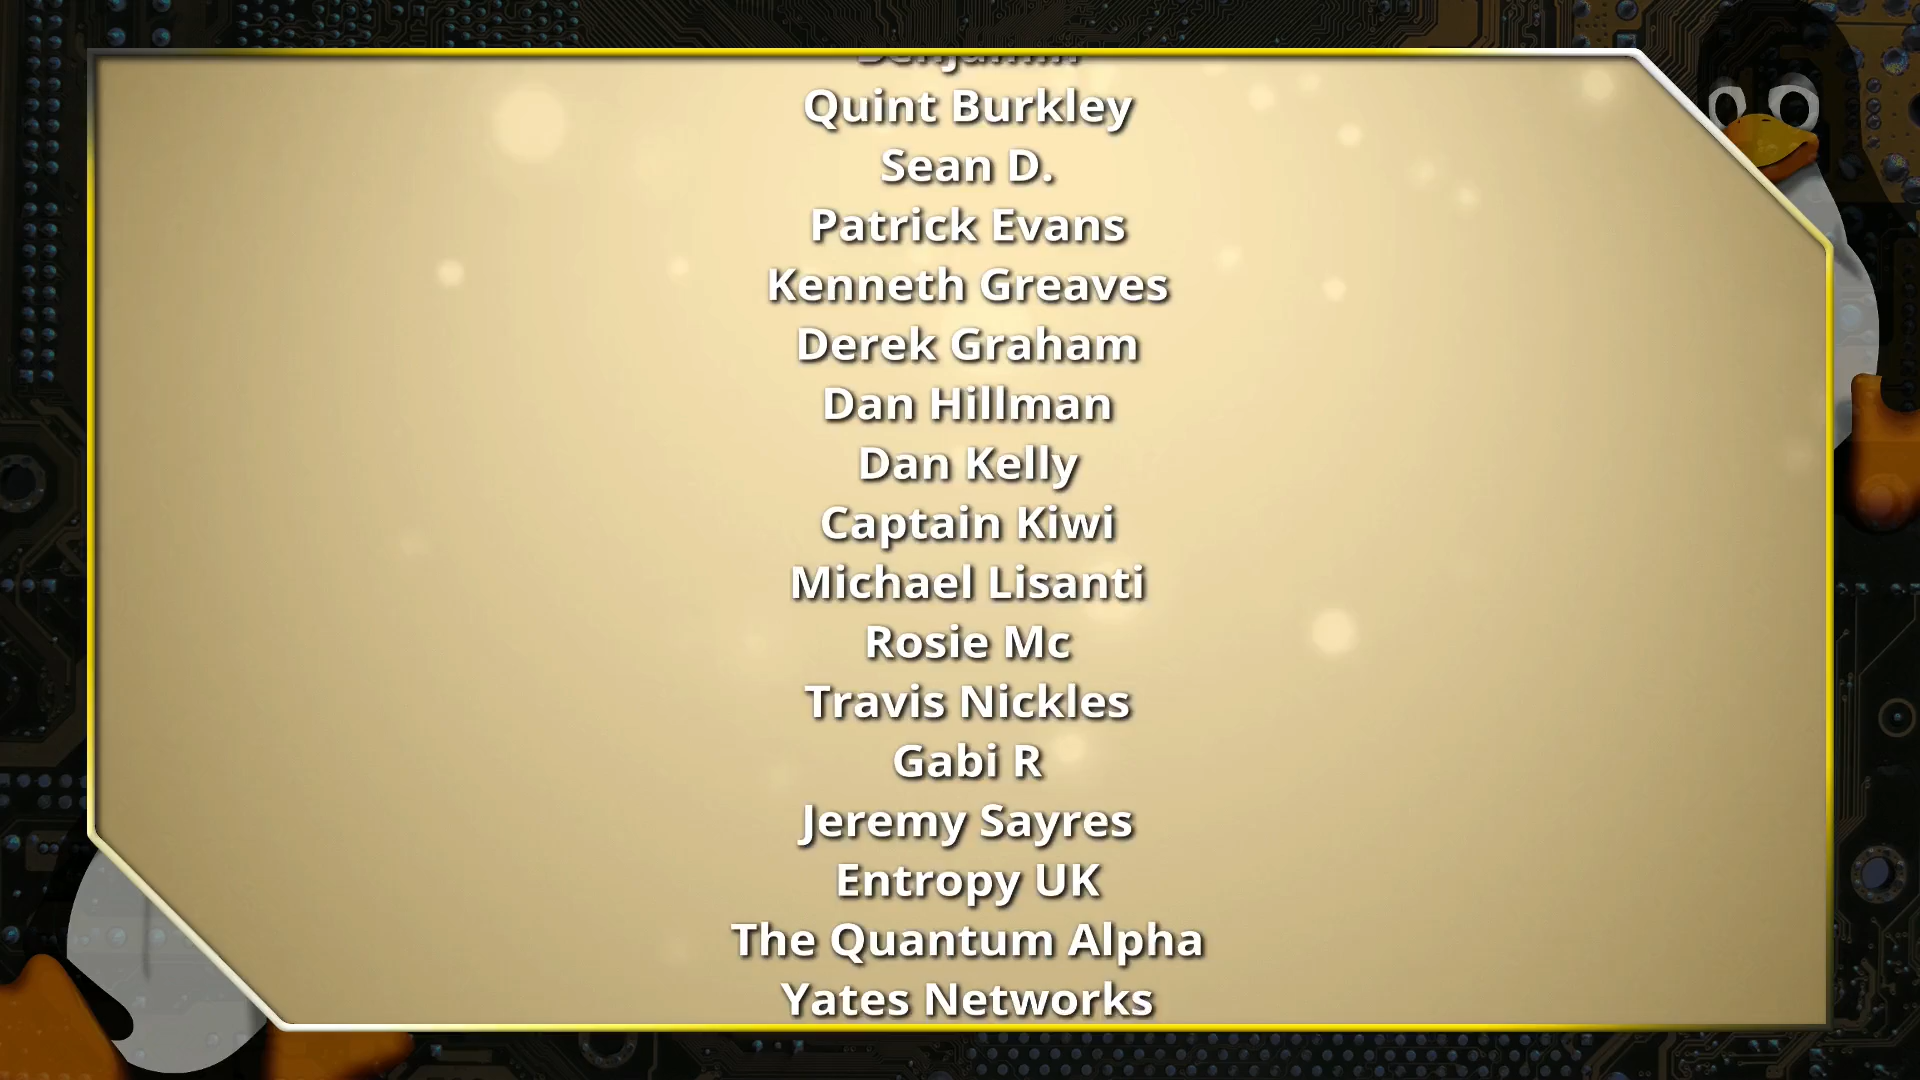 Benjamin
Quint Burkley
Sean D.
Patrick Evans
Kenneth Greaves
Derek Graham
Dan Hillman
Dan Kelly
Captain Kiwi
Michael Lisanti
Rosie Mc
Travis Nickles
Gabi R
Jeremy Sayres
Entropy UK
The Quantum Alpha
Yates Networks